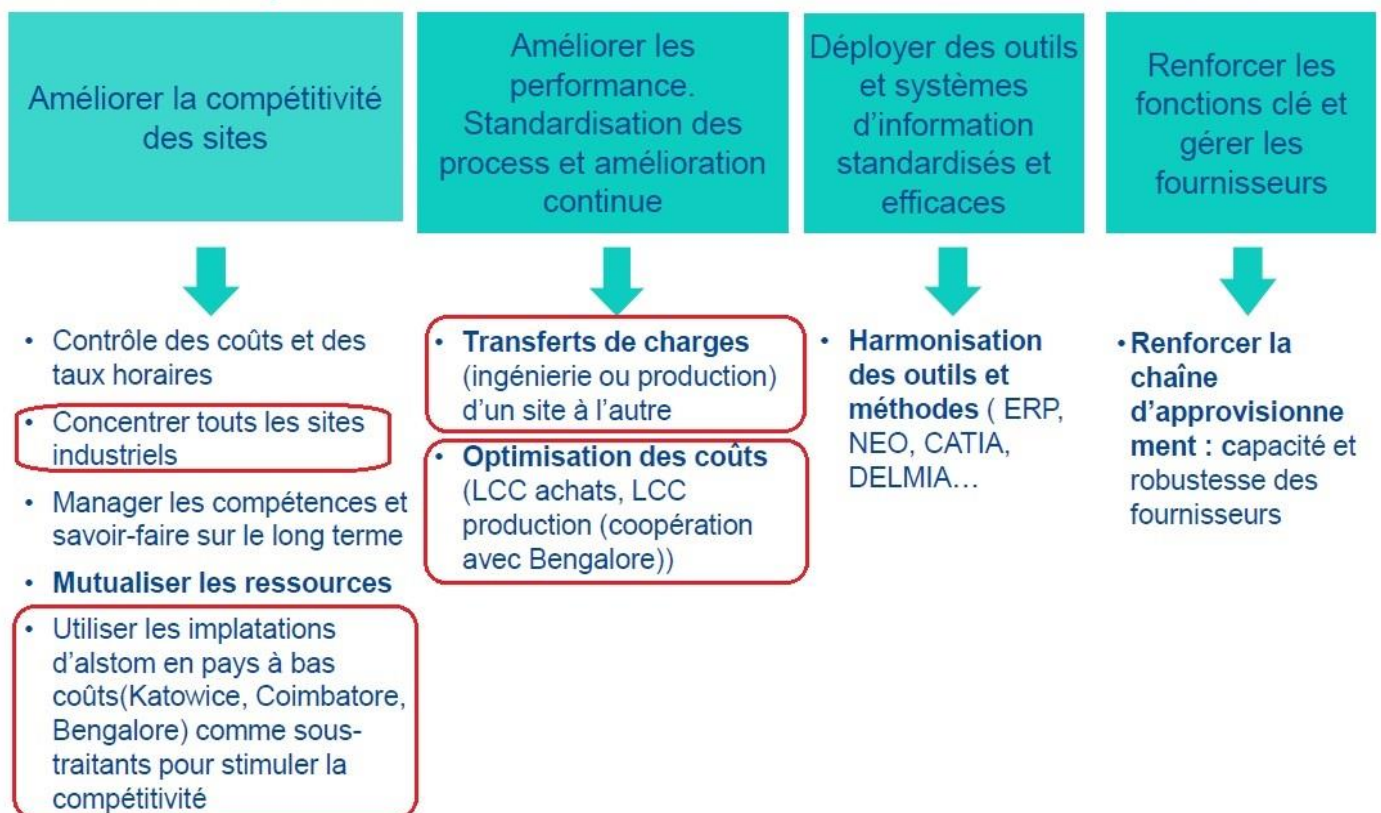 Améliorer la compétitivité
des sites
Améliorer les
performance.
Standardisation des
process et amélioration
continue
Déployer des outils
et systèmes
d'information
standardisés et
efficaces
Renforcer les
fonctions clé et
gérer les
fournisseurs
• Contrôle des coûts et des
taux horaires
• Concentrer touts les sites
industriels
• Manager les compétences et
savoir-faire sur le long terme
• Mutualiser les ressources
• Utiliser les implatations
d'alstom en pays à bas
coûts(Katowice, Coimbatore,
Bengalore) comme sous-
traitants pour stimuler la
compétitivité
• Transferts de charges
(ingénierie ou production)
d'un site à l'autre
• Optimisation des coûts
(LCC achats, LCC
production (coopération
avec Bengalore))
• Harmonisation
des outils et
méthodes ( ERP,
NEO, CATIA,
DELMIA…
• Renforcer la
chaîne
d'approvisionne
ment : capacité et
robustesse des
fournisseurs